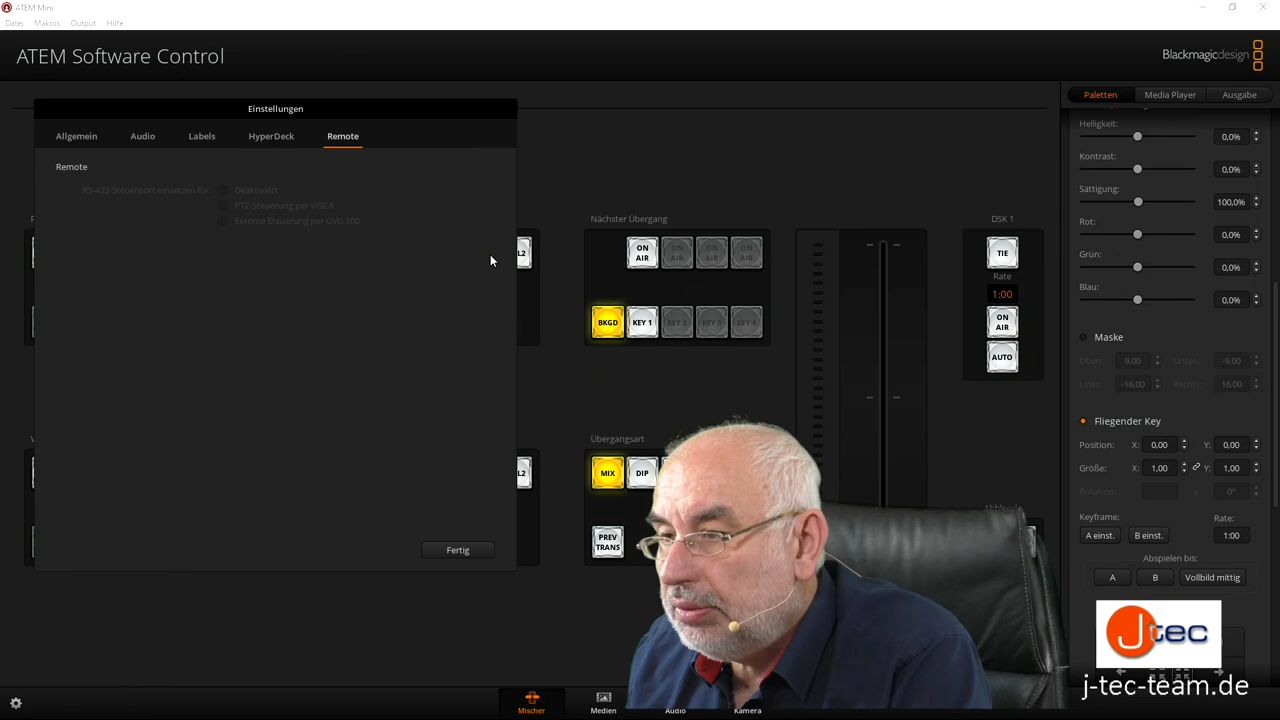 ATEM Mini
Datei Makros Output Hilfe
ATEM Software Control
Blackmagicdesign
Einstellungen
Allgemein Audio Labels HyperDeck Remote
Remote
RS-422-Steuerport einsetzen für: Deaktiviert
PTZ-Steuerung per VISCA
Externe Steuerung per GVG 100
Fertig
L2
L2
Nächster Übergang
ON AIR ON AIR ON AIR ON AIR
BKGD KEY 1 KEY 2 KEY 3 KEY 4
Übergangsart
MIX DIP
PREV TRANS
DSK 1
TIE
Rate
1:00
ON AIR
AUTO
Paletten Media Player Ausgabe
Helligkeit: 0,0%
Kontrast: 0,0%
Sättigung: 100,0%
Rot: 0,0%
Grün: 0,0%
Blau: 0,0%
Maske
Oben: 9,00 Unten: -9,00
Links: -16,00 Rechts: 16,00
Fliegender Key
Position: X: 0,00 Y: 0,00
Größe: X: 1,00 Y: 1,00
Rotation: x 0°
Keyframe: Rate:
A einst. B einst. 1:00
Abspielen bis:
A B Vollbild mittig
Jtec
j-tec-team.de
Mischer Medien Audio Kamera